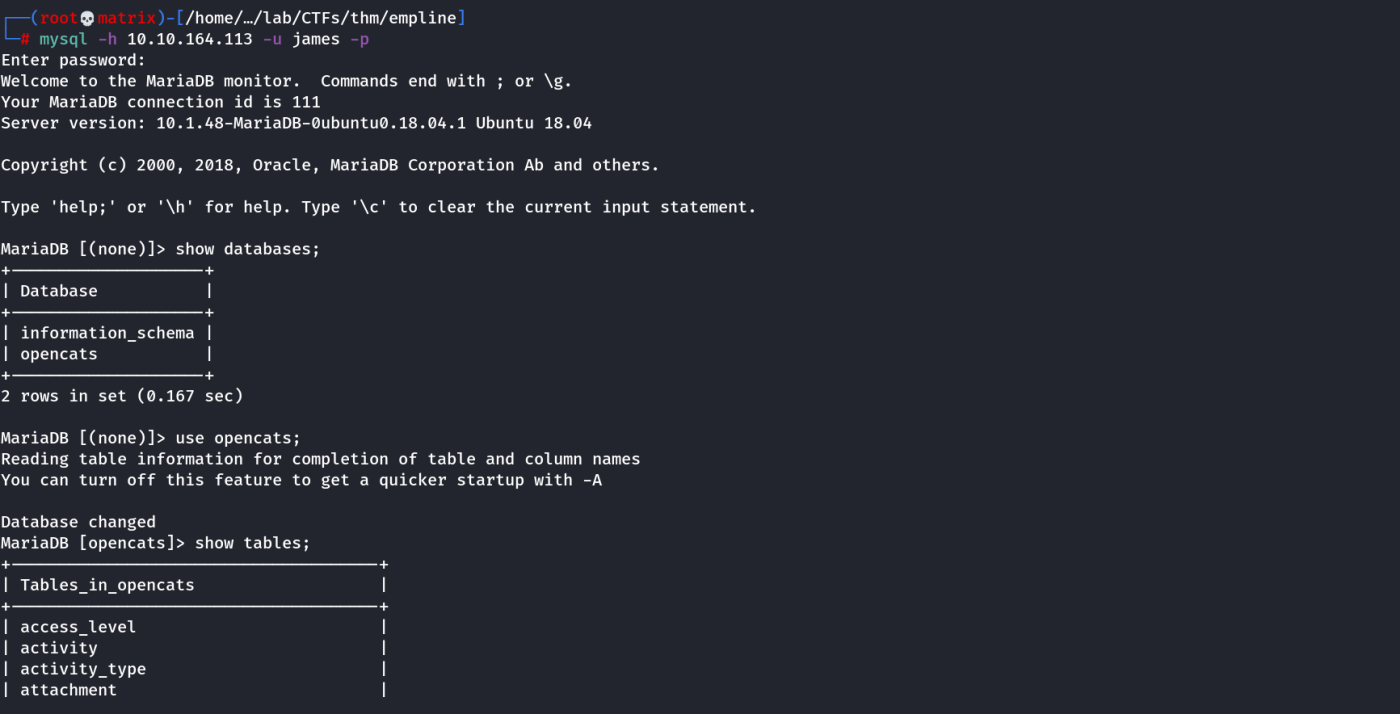 ┌──(root💀matrix)-[/home/…/lab/CTFs/thm/empline]
└─# mysql -h 10.10.164.113 -u james -p
Enter password:
Welcome to the MariaDB monitor.  Commands end with ; or \g.
Your MariaDB connection id is 111
Server version: 10.1.48-MariaDB-0ubuntu0.18.04.1 Ubuntu 18.04

Copyright (c) 2000, 2018, Oracle, MariaDB Corporation Ab and others.

Type 'help;' or '\h' for help. Type '\c' to clear the current input statement.

MariaDB [(none)]> show databases;
+--------------------+
| Database           |
+--------------------+
| information_schema |
| opencats           |
+--------------------+
2 rows in set (0.167 sec)

MariaDB [(none)]> use opencats;
Reading table information for completion of table and column names
You can turn off this feature to get a quicker startup with -A

Database changed
MariaDB [opencats]> show tables;
+--------------------------------------+
| Tables_in_opencats                   |
+--------------------------------------+
| access_level                         |
| activity                             |
| activity_type                        |
| attachment                           |